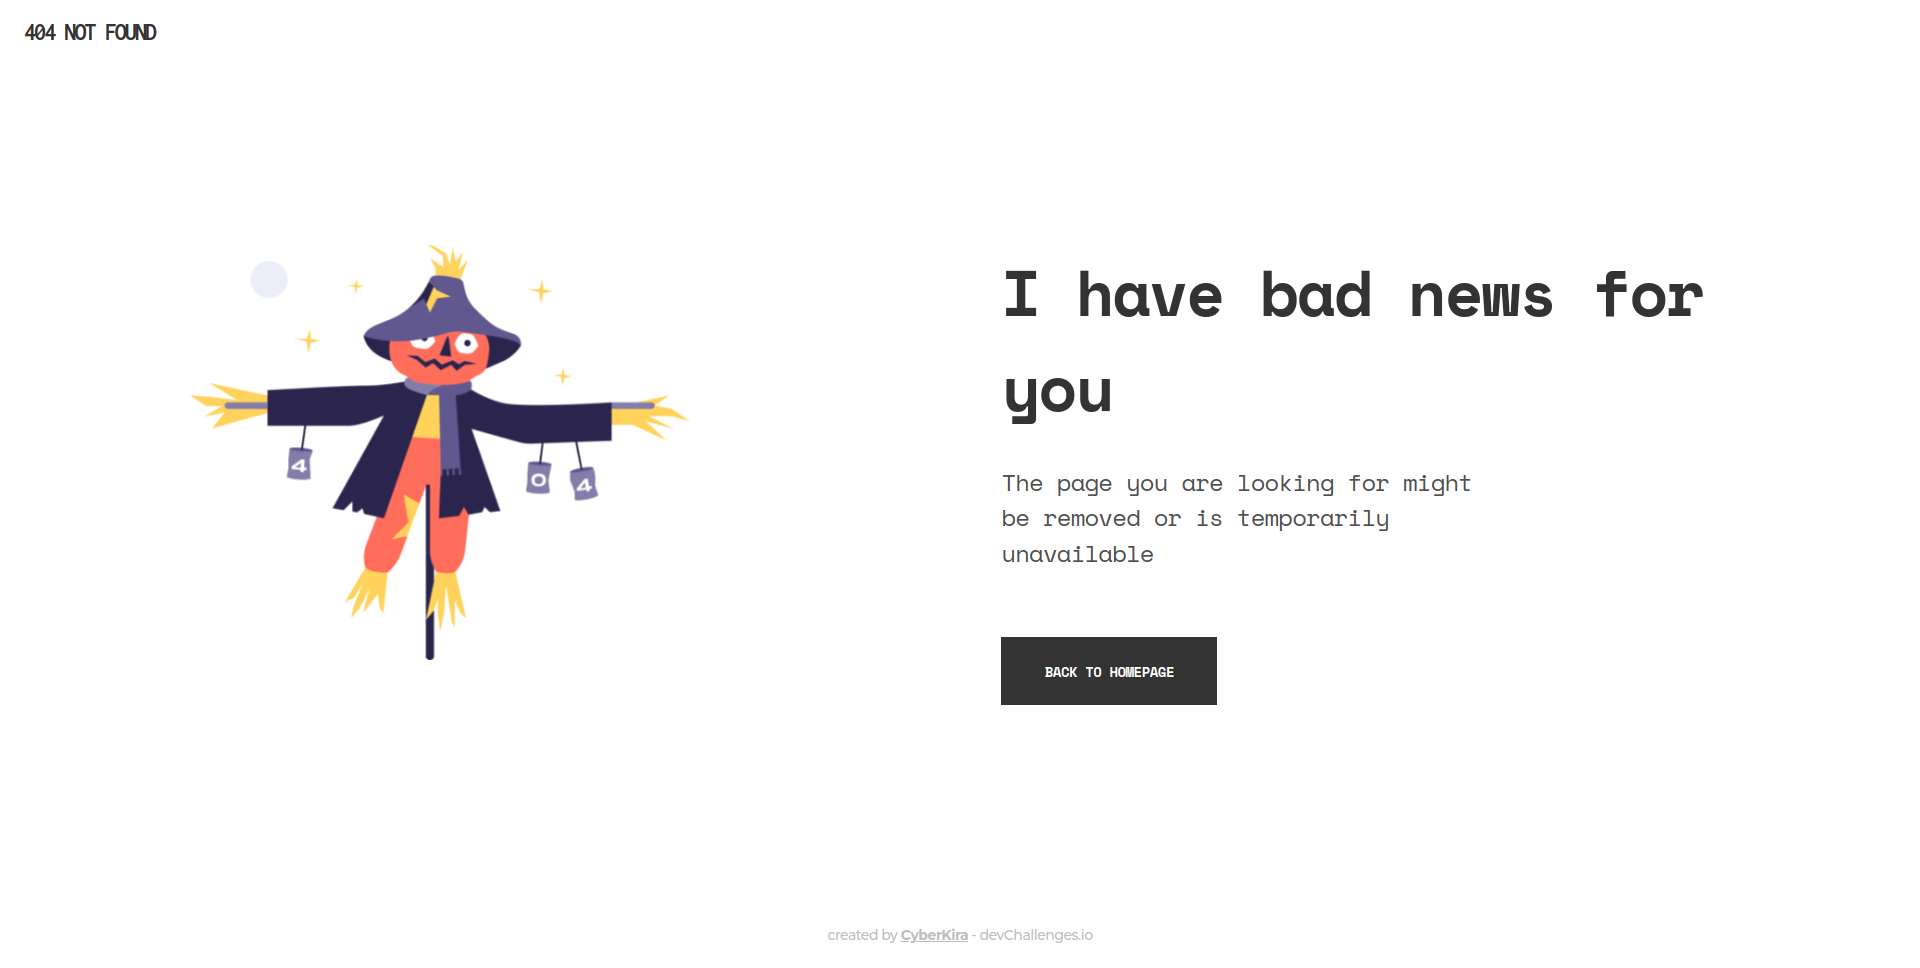 404 NOT FOUND
I have bad news for
you
4
0
4
The page you are looking for might
be removed or is temporarily
unavailable
BACK TO HOMEPAGE
created by CyberKira - devChallenges.io